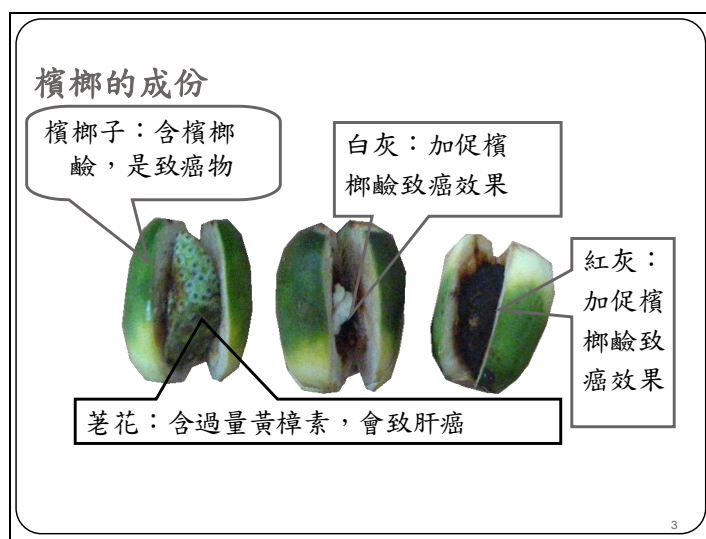 檳榔的成份
檳榔子：含檳榔
鹼，是致癌物
白灰：加促檳
榔鹼致癌效果
紅灰：
加促檳
榔鹼致
癌效果
荖花：含過量黃樟素，會致肝癌
3